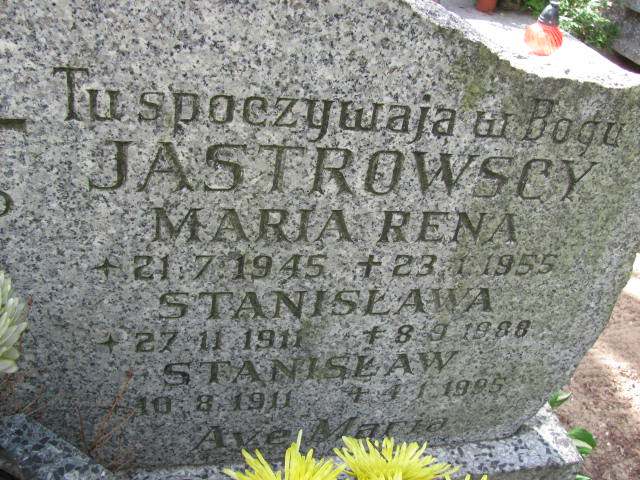 Tu spoczywają w Bogu
JASTROWSCY
MARIA RENA
* 21.7.1945 + 23.1.1955
STANISŁAWA
* 27.11.1911 + 8.9.1988
STANISŁAW
* 10.8.1911 + 4.1.1995
Ave Maria